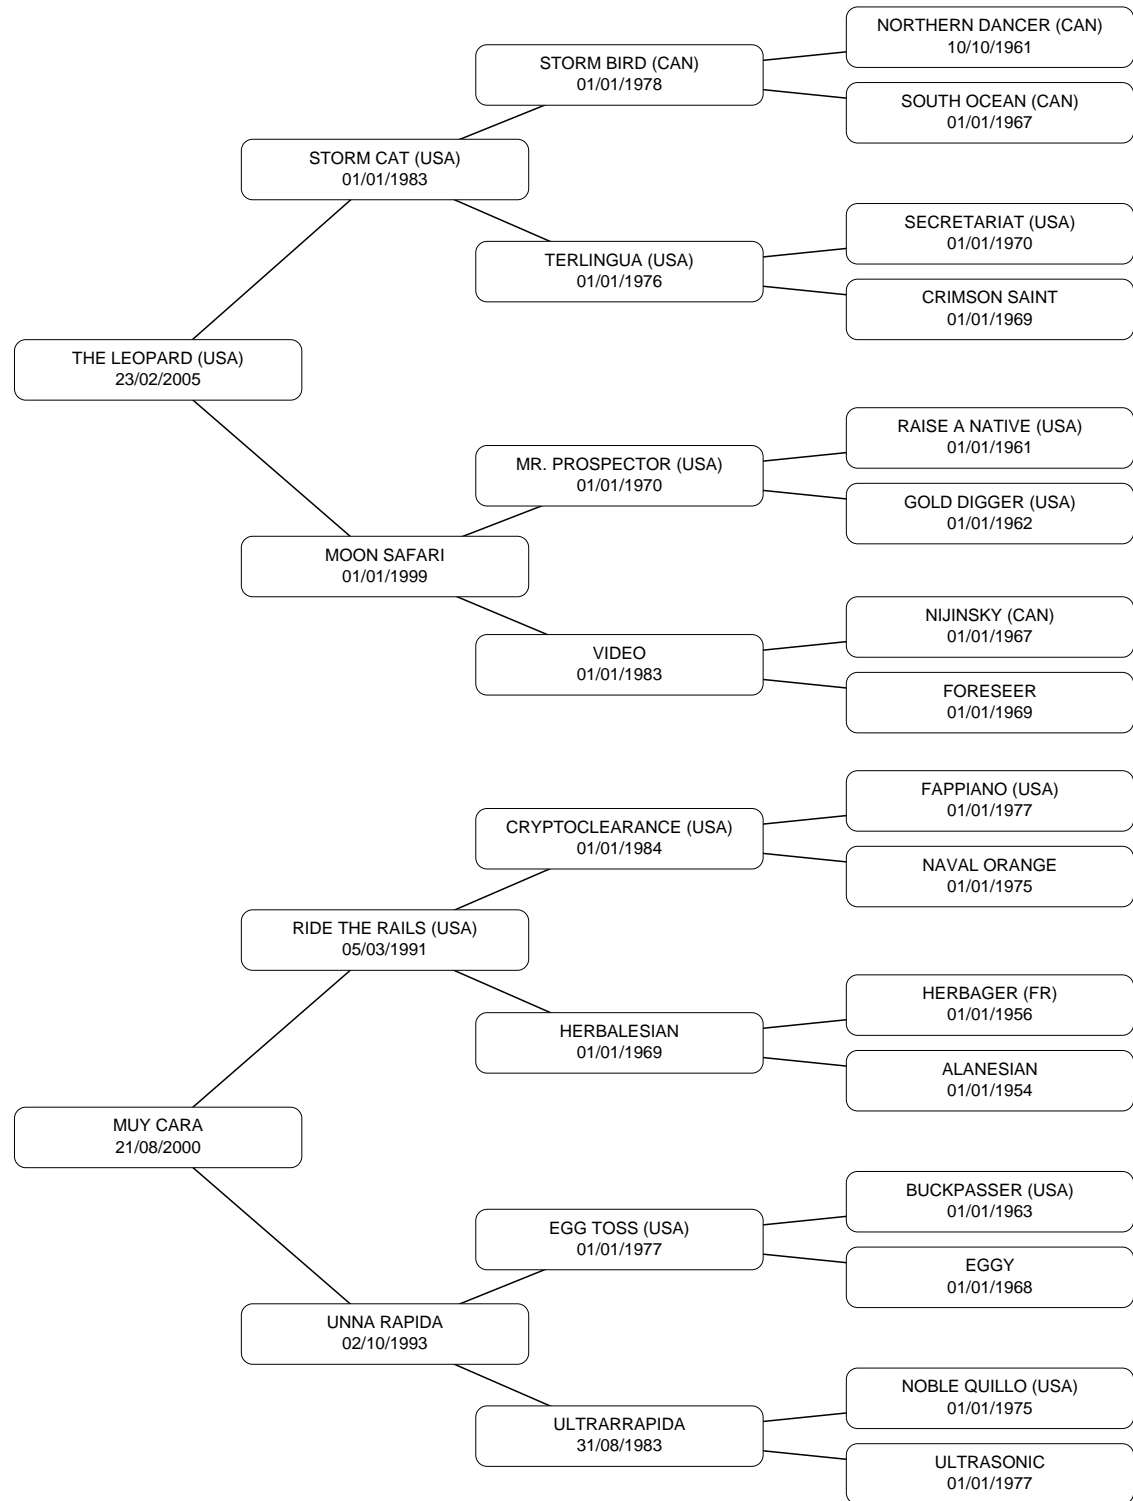 NORTHERN DANCER (CAN)
10/10/1961
STORM BIRD (CAN)
01/01/1978
SOUTH OCEAN (CAN)
01/01/1967
STORM CAT (USA)
01/01/1983
SECRETARIAT (USA)
01/01/1970
TERLINGUA (USA)
01/01/1976
CRIMSON SAINT
01/01/1969
THE LEOPARD (USA)
23/02/2005
RAISE A NATIVE (USA)
01/01/1961
MR. PROSPECTOR (USA)
01/01/1970
GOLD DIGGER (USA)
01/01/1962
MOON SAFARI
01/01/1999
NIJINSKY (CAN)
01/01/1967
VIDEO
01/01/1983
FORESEER
01/01/1969
FAPPIANO (USA)
01/01/1977
CRYPTOCLEARANCE (USA)
01/01/1984
NAVAL ORANGE
01/01/1975
RIDE THE RAILS (USA)
05/03/1991
HERBAGER (FR)
01/01/1956
HERBALESIAN
01/01/1969
ALANESIAN
01/01/1954
MUY CARA
21/08/2000
BUCKPASSER (USA)
01/01/1963
EGG TOSS (USA)
01/01/1977
EGGY
01/01/1968
UNNA RAPIDA
02/10/1993
NOBLE QUILLO (USA)
01/01/1975
ULTRARRAPIDA
31/08/1983
ULTRASONIC
01/01/1977